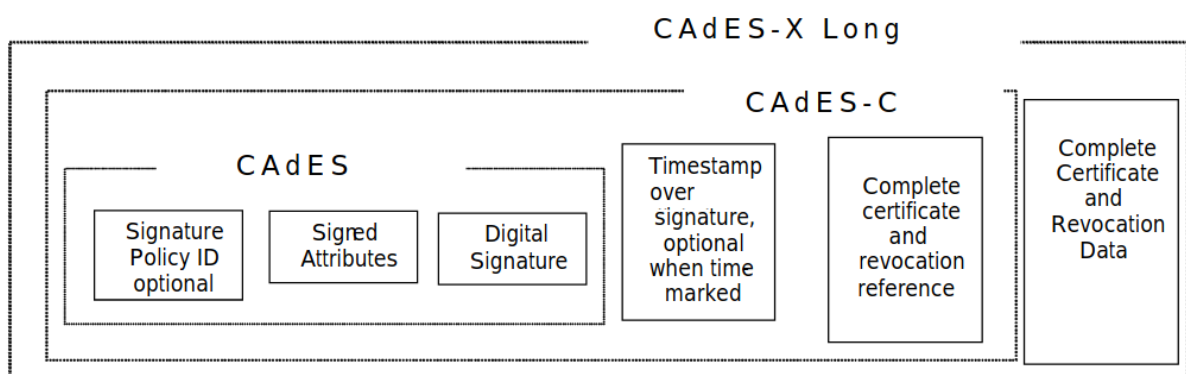 CAdES-X Long
CAdES-C
CAdES
Signature
Policy ID
optional
Signed
Attributes
Digital
Signature
Timestamp
over
signature,
optional
when time
marked
Complete
certificate
and
revocation
reference
Complete
Certificate
and
Revocation
Data